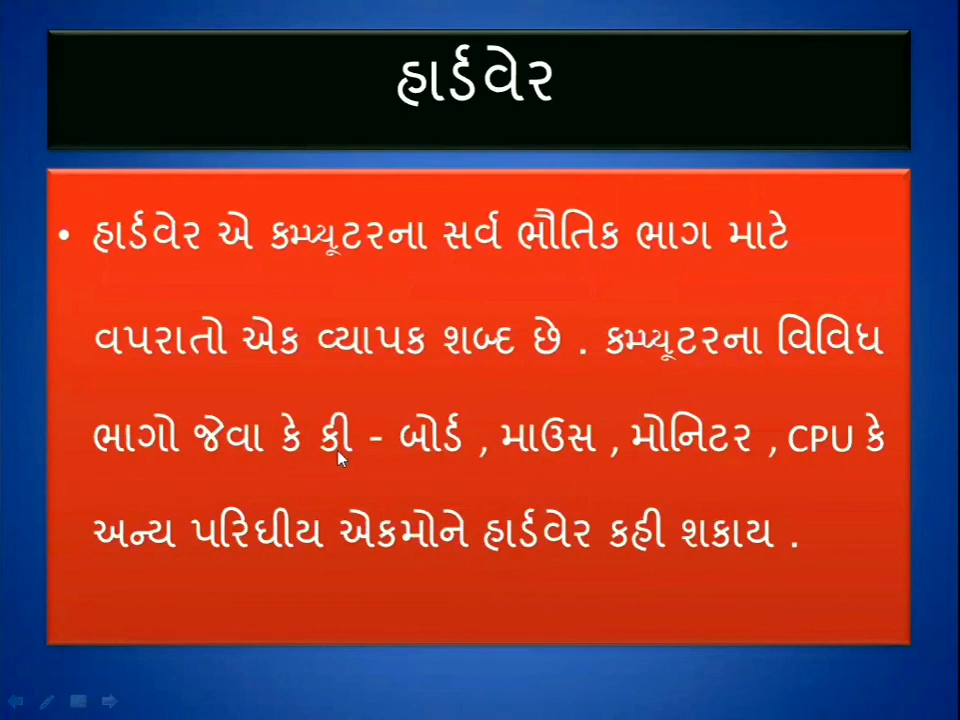 હાર્ડવેર
• હાર્ડવેર એ કમ્પ્યૂટરના સર્વ ભૌતિક ભાગ માટે
વપરાતો એક વ્યાપક શબ્દ છે . કમ્પ્યૂટરના વિવિધ
ભાગો જેવા કે કી - બોર્ડ , માઉસ , મોનિટર , CPU કે
અન્ય પરિઘીય એકમોને હાર્ડવેર કહી શકાય .